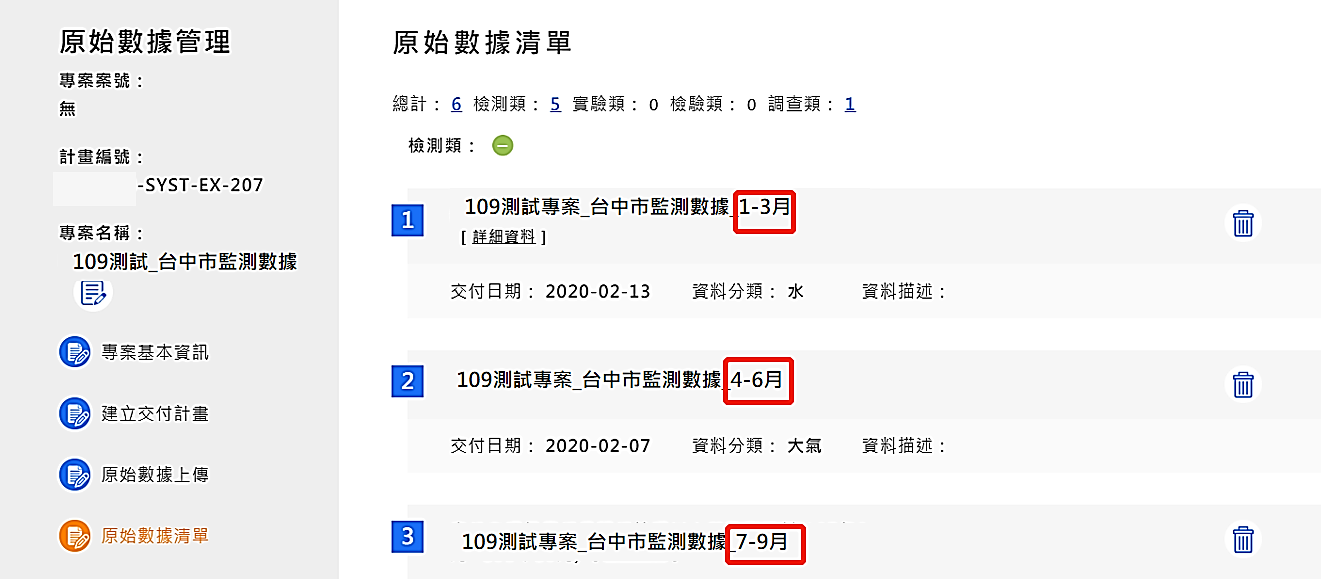 原始數據管理
專案案號：
無
計畫編號：
-SYST-EX-207
專案名稱：
109測試_台中市監測數據
專案基本資訊
建立交付計畫
原始數據上傳
原始數據清單
原始數據清單
總計： 6 檢測類： 5 實驗類： 0 檢驗類： 0 調查類： 1
檢測類：
1 109測試專案_台中市監測數據_1-3月
[ 詳細資料 ]
交付日期： 2020-02-13 資料分類： 水 資料描述：
2 109測試專案_台中市監測數據_4-6月
交付日期： 2020-02-07 資料分類： 大氣 資料描述：
3 109測試專案_台中市監測數據_7-9月